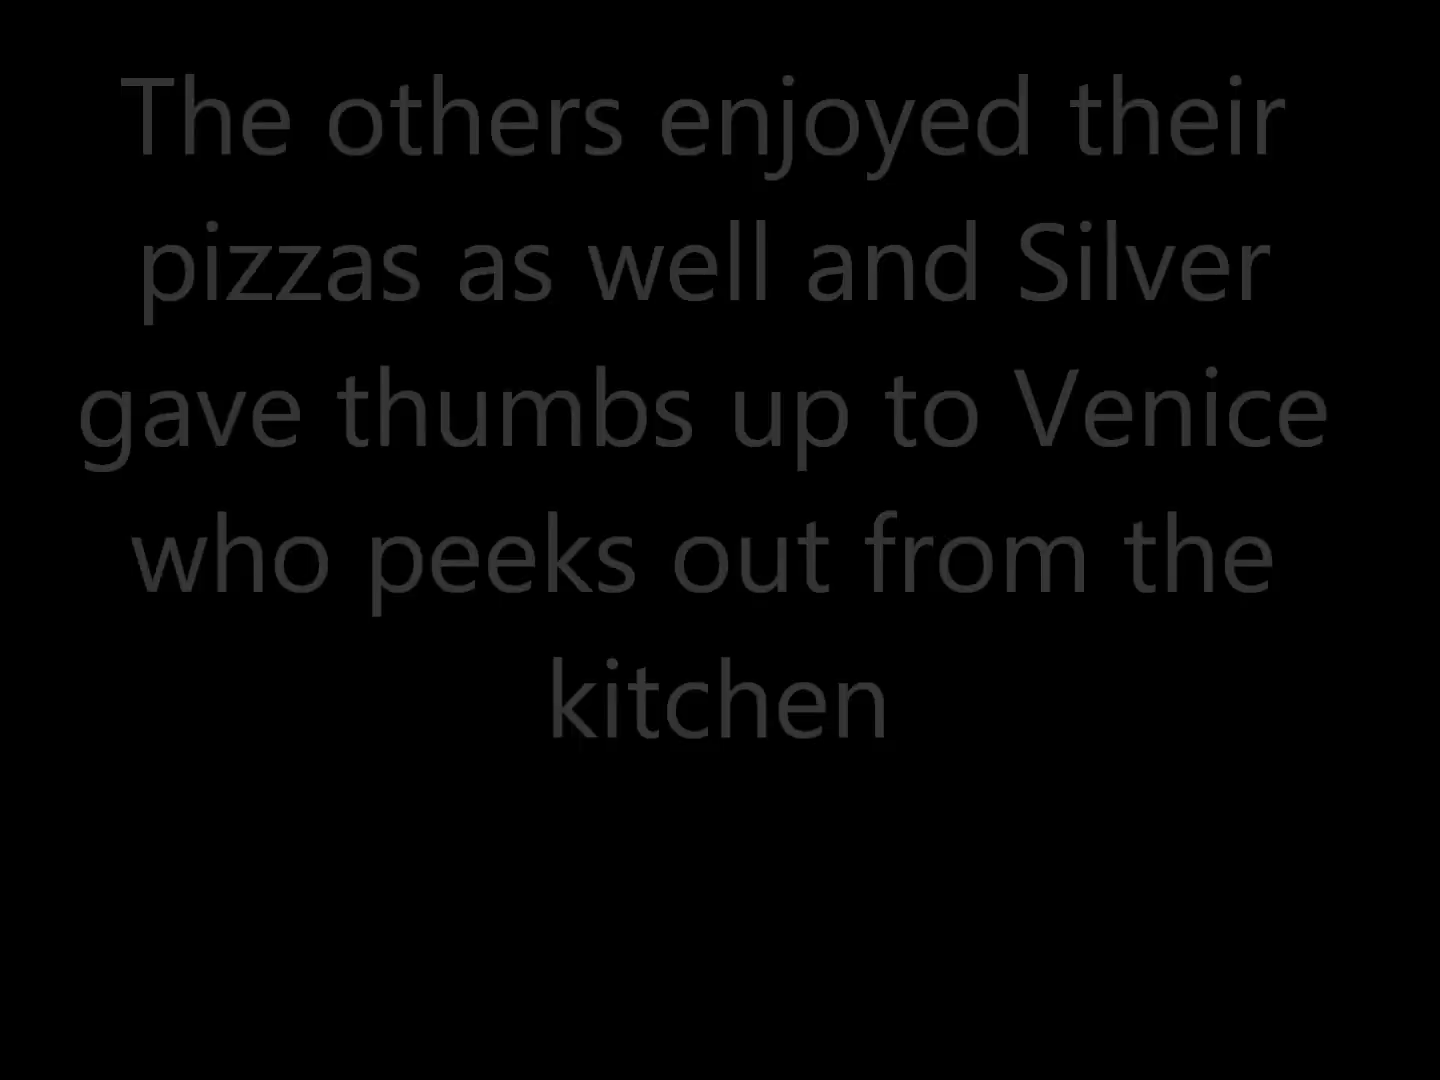 The others enjoyed their
pizzas as well and Silver
gave thumbs up to Venice
who peeks out from the
kitchen